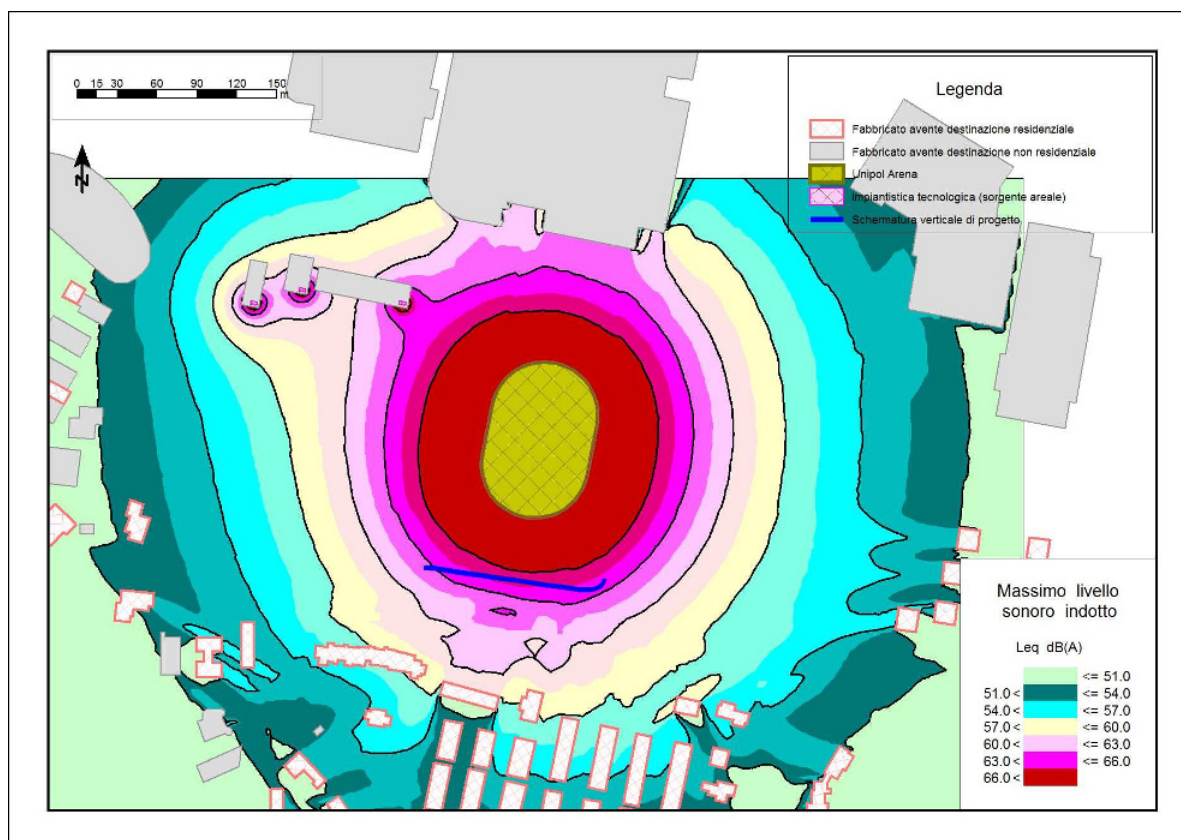 0 15 30 60 90 120 150
m
N
Legenda
Fabbricato avente destinazione residenziale
Fabbricato avente destinazione non residenziale
Unipol Arena
Impiantistica tecnologica (sorgente areale)
Schermatura verticale di progetto
Massimo livello
sonoro indotto
Leq dB(A)
<= 51.0
51.0 < <= 54.0
54.0 < <= 57.0
57.0 < <= 60.0
60.0 < <= 63.0
63.0 < <= 66.0
66.0 <